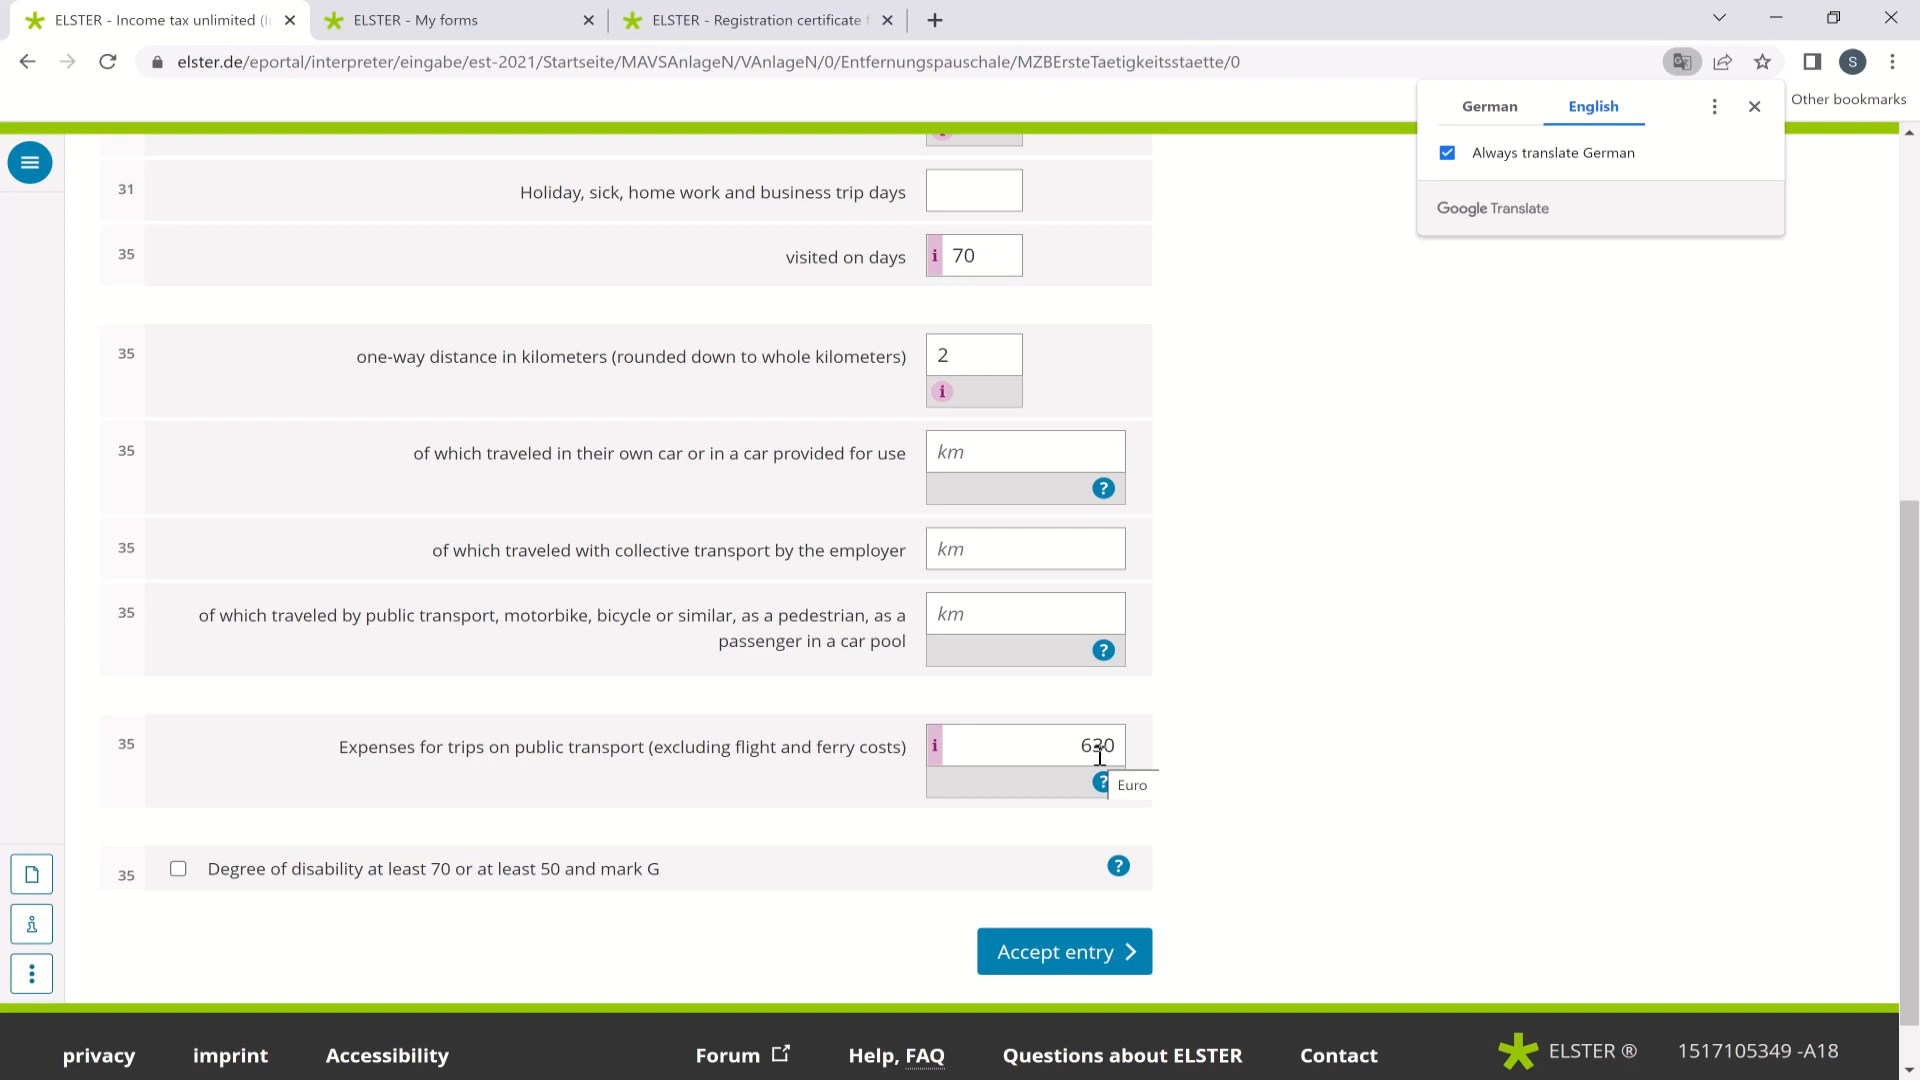 ELSTER - Income tax unlimited (I
ELSTER - My forms
ELSTER - Registration certificate f
elster.de/eportal/interpreter/eingabe/est-2021/Startseite/MAVSAnlageN/VAnlageN/0/Entfernungspauschale/MZBErsteTaetigkeitsstaette/0
S
Other bookmarks
German
English
Always translate German
Google Translate
31
Holiday, sick, home work and business trip days
35
visited on days
i
70
35
one-way distance in kilometers (rounded down to whole kilometers)
2
i
35
of which traveled in their own car or in a car provided for use
km
?
35
of which traveled with collective transport by the employer
km
35
of which traveled by public transport, motorbike, bicycle or similar, as a pedestrian, as a
passenger in a car pool
km
?
35
Expenses for trips on public transport (excluding flight and ferry costs)
i
630
?
Euro
35
Degree of disability at least 70 or at least 50 and mark G
?
Accept entry
privacy
imprint
Accessibility
Forum
Help, FAQ
Questions about ELSTER
Contact
ELSTER ®
1517105349 -A18